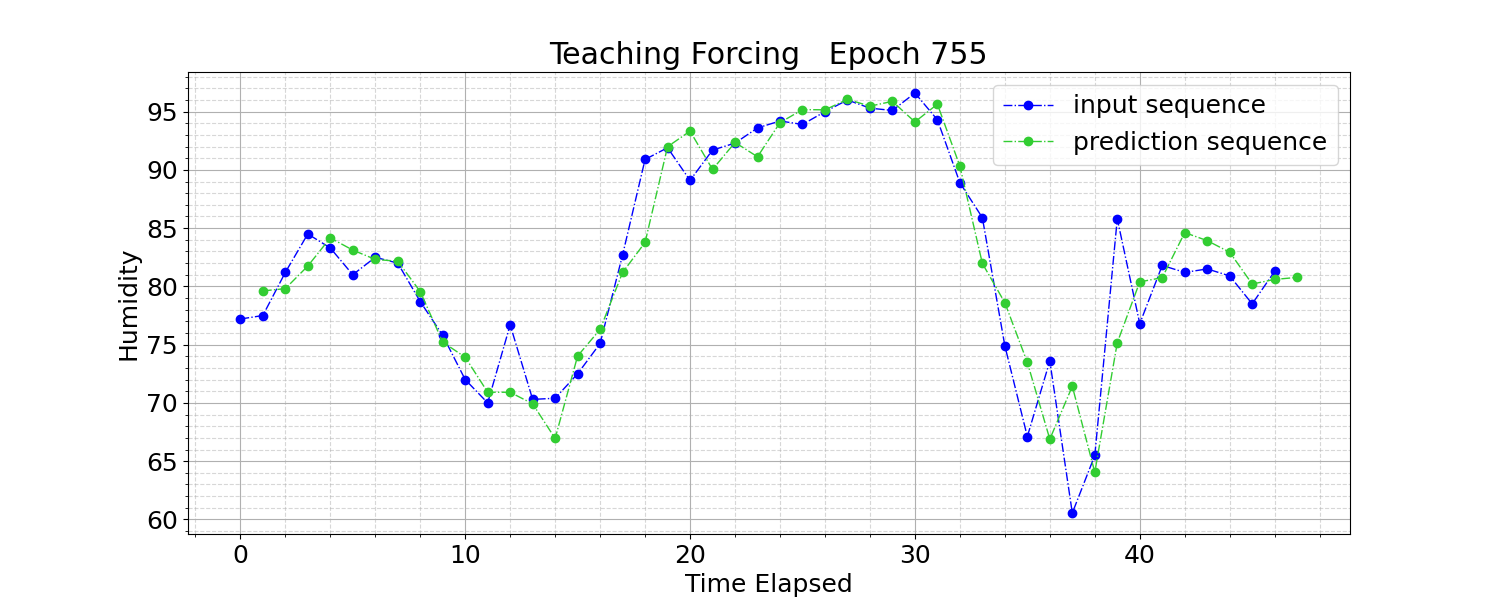 Teaching Forcing   Epoch 755
input sequence
prediction sequence
Humidity
95
90
85
80
75
70
65
60
0 10 20 30 40
Time Elapsed